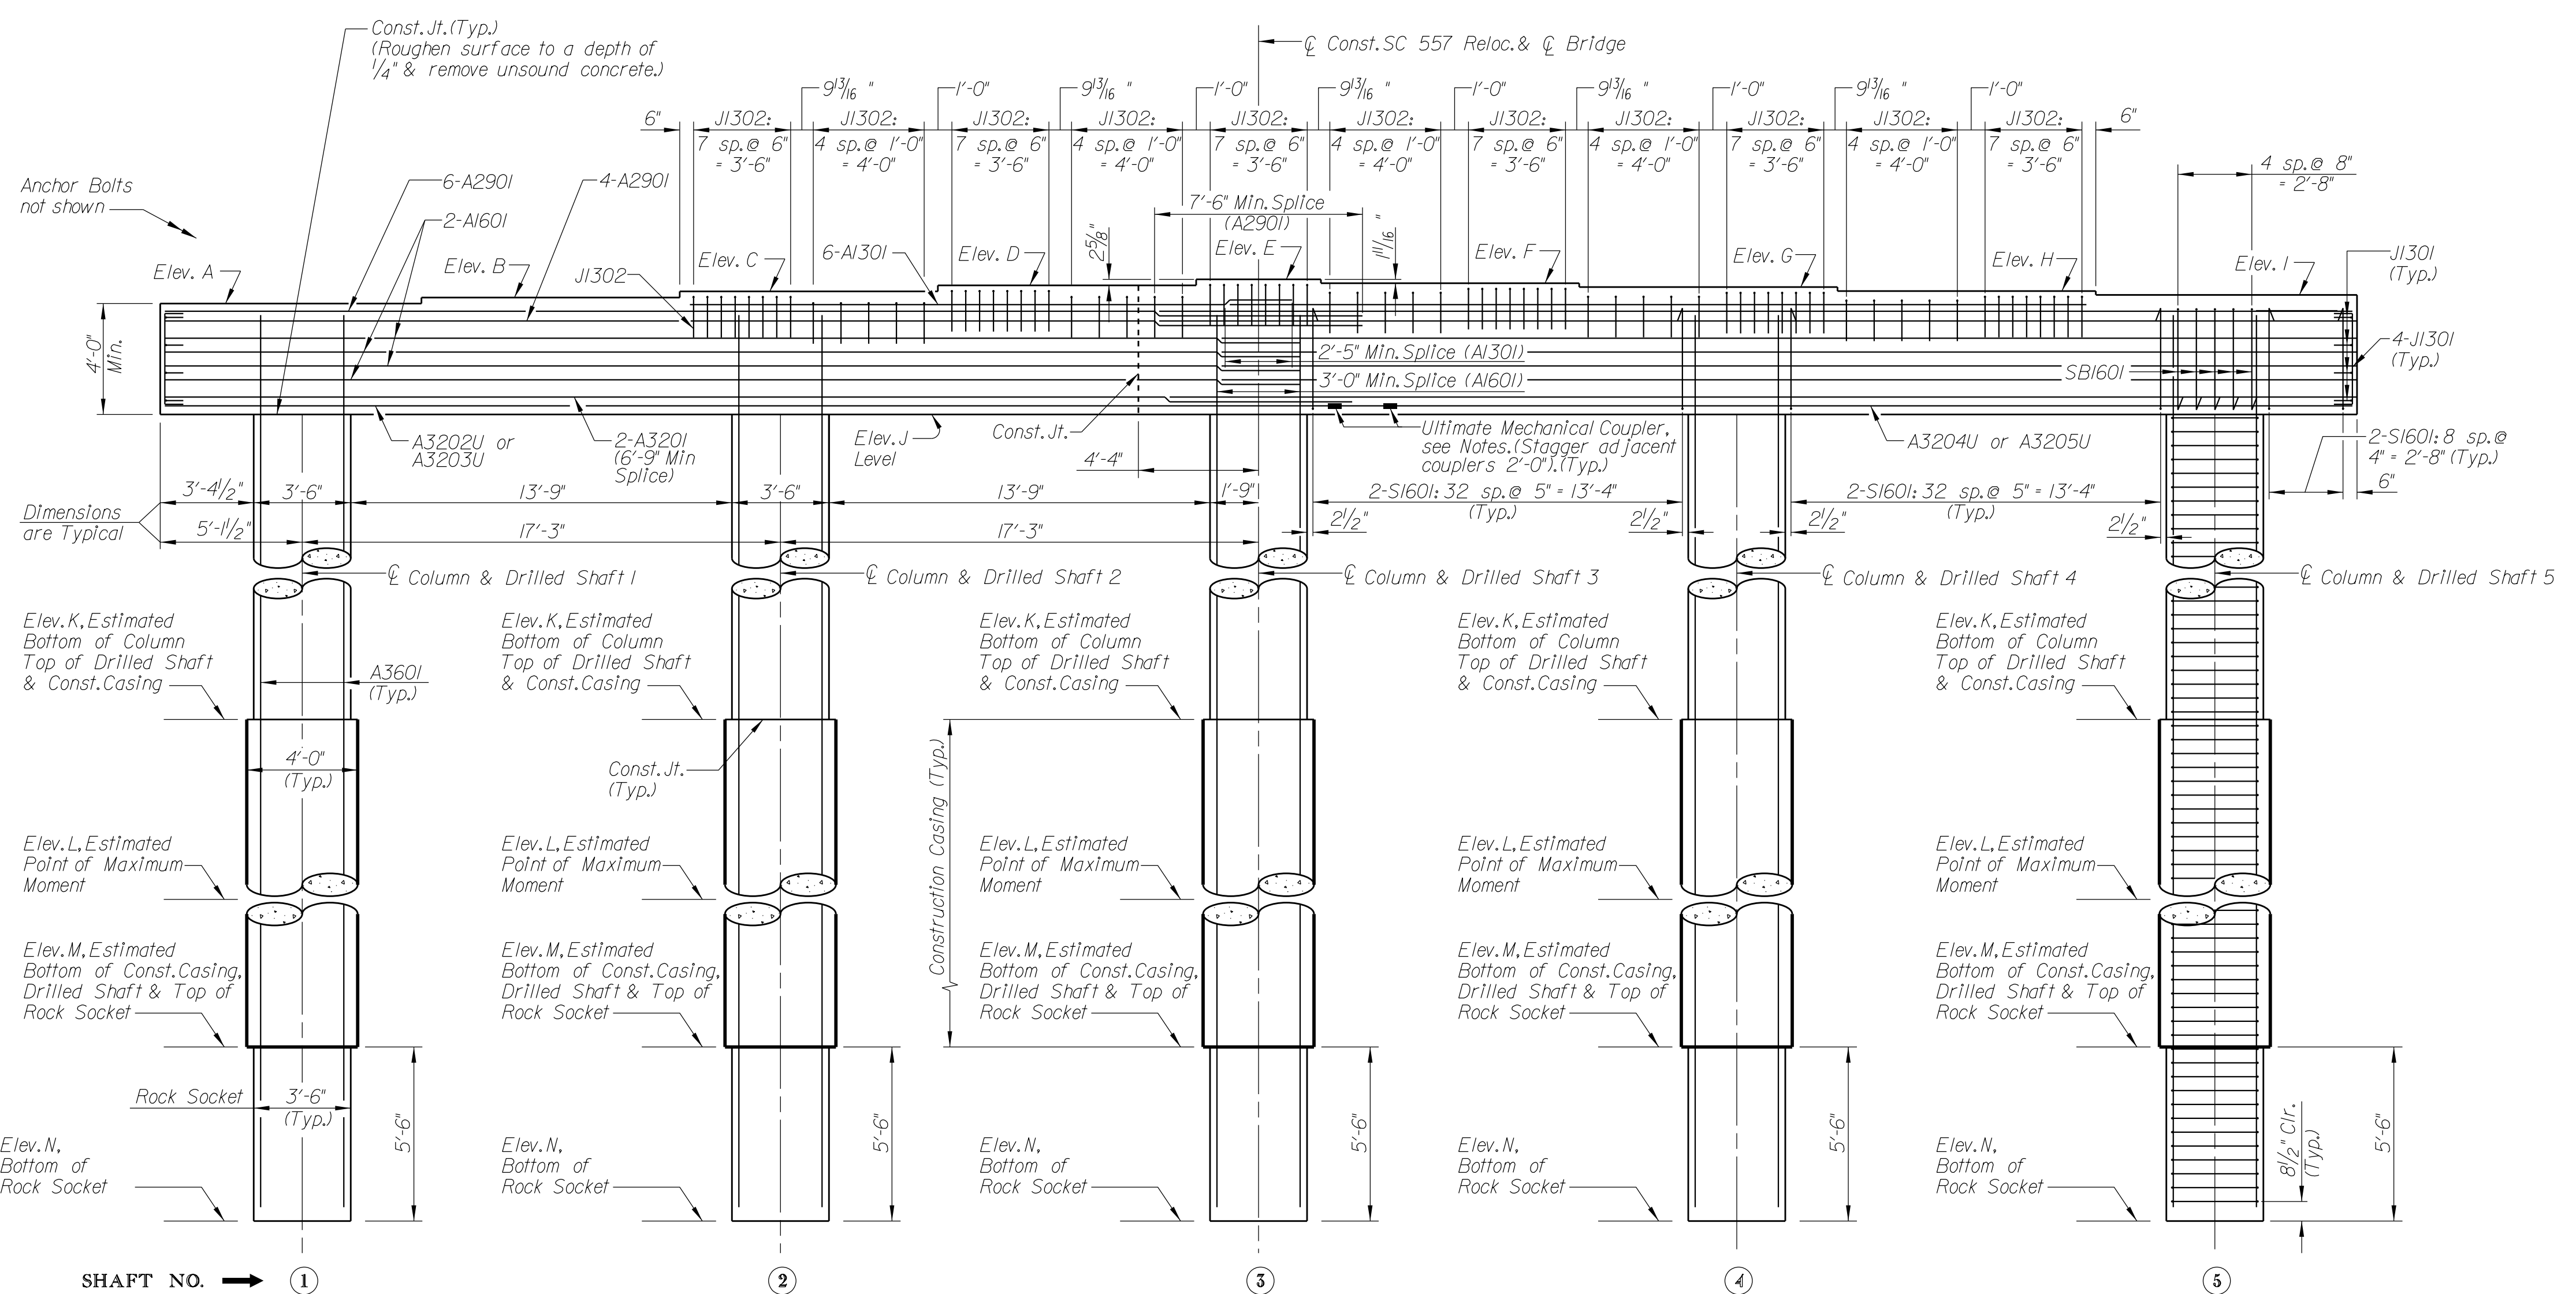 Const. Jt. (Typ.)
(Roughen surface to a depth of
1/4" & remove unsound concrete.)
℄ Const. SC 557 Reloc. & ℄ Bridge
9 13/16 "
1'-0"
9 13/16 "
1'-0"
9 13/16 "
1'-0"
9 13/16 "
1'-0"
9 13/16 "
1'-0"
6"
J1302:
7 sp. @ 6"
= 3'-6"
J1302:
4 sp. @ 1'-0"
= 4'-0"
J1302:
7 sp. @ 6"
= 3'-6"
J1302:
4 sp. @ 1'-0"
= 4'-0"
J1302:
7 sp. @ 6"
= 3'-6"
J1302:
4 sp. @ 1'-0"
= 4'-0"
J1302:
7 sp. @ 6"
= 3'-6"
J1302:
4 sp. @ 1'-0"
= 4'-0"
J1302:
7 sp. @ 6"
= 3'-6"
J1302:
4 sp. @ 1'-0"
= 4'-0"
J1302:
7 sp. @ 6"
= 3'-6"
6"
4 sp. @ 8"
= 2'-8"
Anchor Bolts
not shown
6-A2901
4-A2901
2-A1601
7'-6" Min. Splice
(A2901)
2 5/8"
1 11/16 "
Elev. A
Elev. B
Elev. C
J1302
6-A1301
Elev. D
Elev. E
Elev. F
Elev. G
Elev. H
Elev. I
J1301
(Typ.)
4'-0"
Min.
2'-5" Min. Splice (A1301)
3'-0" Min. Splice (A1601)
SB1601
4-J1301
(Typ.)
A3202U or
A3203U
2-A3201
(6'-9" Min
Splice)
Elev. J
Level
Const. Jt.
4'-4"
Ultimate Mechanical Coupler,
see Notes. (Stagger adjacent
couplers 2'-0"). (Typ.)
A3204U or A3205U
2-S1601: 8 sp. @
4" = 2'-8" (Typ.)
6"
3'-4 1/2"
3'-6"
13'-9"
3'-6"
13'-9"
1'-9"
2-S1601: 32 sp. @ 5" = 13'-4"
(Typ.)
2-S1601: 32 sp. @ 5" = 13'-4"
(Typ.)
Dimensions
are Typical
5'-1 1/2"
17'-3"
17'-3"
2 1/2"
2 1/2"
2 1/2"
2 1/2"
℄ Column & Drilled Shaft 1
℄ Column & Drilled Shaft 2
℄ Column & Drilled Shaft 3
℄ Column & Drilled Shaft 4
℄ Column & Drilled Shaft 5
Elev. K, Estimated
Bottom of Column
Top of Drilled Shaft
& Const. Casing
A3601
(Typ.)
Elev. K, Estimated
Bottom of Column
Top of Drilled Shaft
& Const. Casing
Elev. K, Estimated
Bottom of Column
Top of Drilled Shaft
& Const. Casing
Elev. K, Estimated
Bottom of Column
Top of Drilled Shaft
& Const. Casing
Elev. K, Estimated
Bottom of Column
Top of Drilled Shaft
& Const. Casing
4'-0"
(Typ.)
Const. Jt.
(Typ.)
Construction Casing (Typ.)
Elev. L, Estimated
Point of Maximum
Moment
Elev. L, Estimated
Point of Maximum
Moment
Elev. L, Estimated
Point of Maximum
Moment
Elev. L, Estimated
Point of Maximum
Moment
Elev. L, Estimated
Point of Maximum
Moment
Elev. M, Estimated
Bottom of Const. Casing,
Drilled Shaft & Top of
Rock Socket
Elev. M, Estimated
Bottom of Const. Casing,
Drilled Shaft & Top of
Rock Socket
Elev. M, Estimated
Bottom of Const. Casing,
Drilled Shaft & Top of
Rock Socket
Elev. M, Estimated
Bottom of Const. Casing,
Drilled Shaft & Top of
Rock Socket
Elev. M, Estimated
Bottom of Const. Casing,
Drilled Shaft & Top of
Rock Socket
Rock Socket
3'-6"
(Typ.)
5'-6"
5'-6"
5'-6"
5'-6"
8 1/2" Clr.
(Typ.)
5'-6"
Elev. N,
Bottom of
Rock Socket
Elev. N,
Bottom of
Rock Socket
Elev. N,
Bottom of
Rock Socket
Elev. N,
Bottom of
Rock Socket
Elev. N,
Bottom of
Rock Socket
SHAFT NO.
1
2
3
4
5